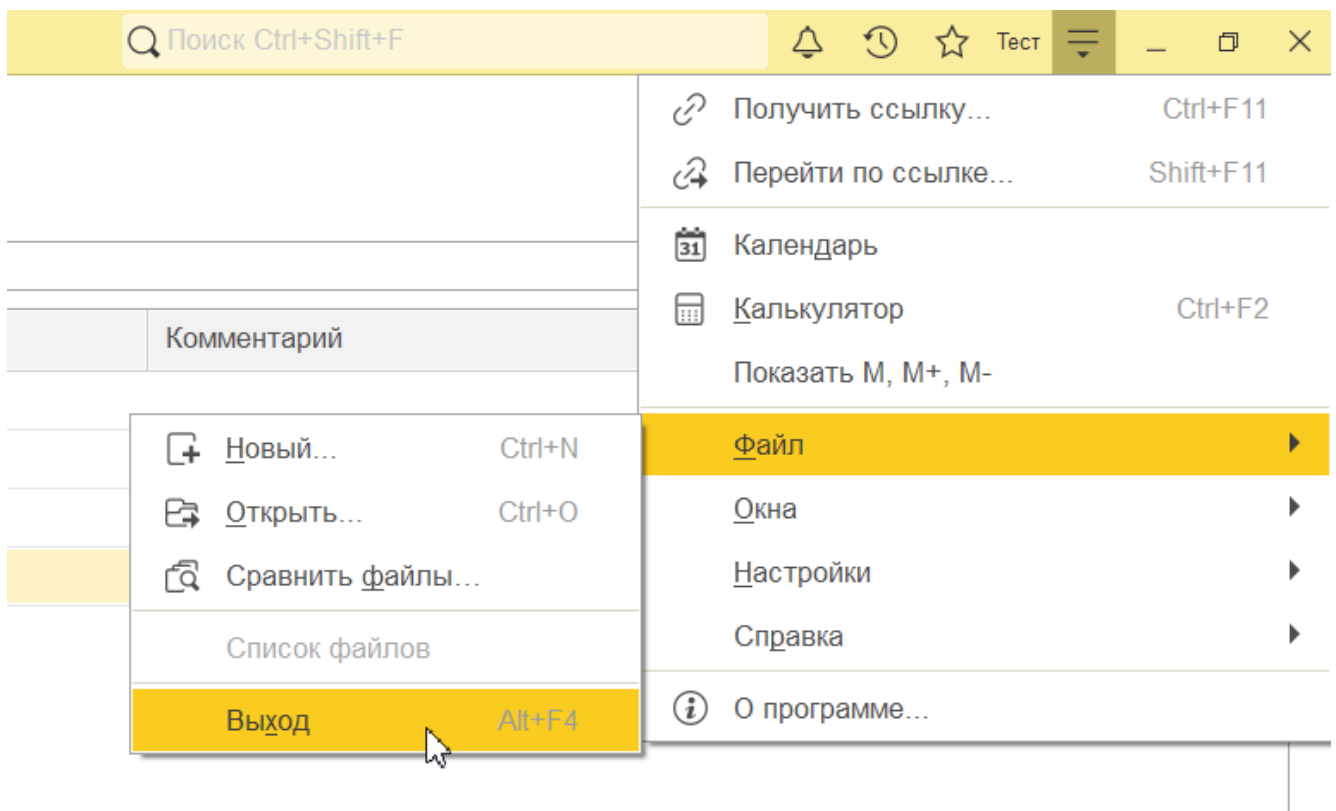 Поиск Ctrl+Shift+F
Тест
Получить ссылку... Ctrl+F11
Перейти по ссылке... Shift+F11
31 Календарь
Калькулятор Ctrl+F2
Показать M, M+, M-
Комментарий
Файл
Окна
Настройки
Справка
О программе...
Новый... Ctrl+N
Открыть... Ctrl+O
Сравнить файлы...
Список файлов
Выход Alt+F4